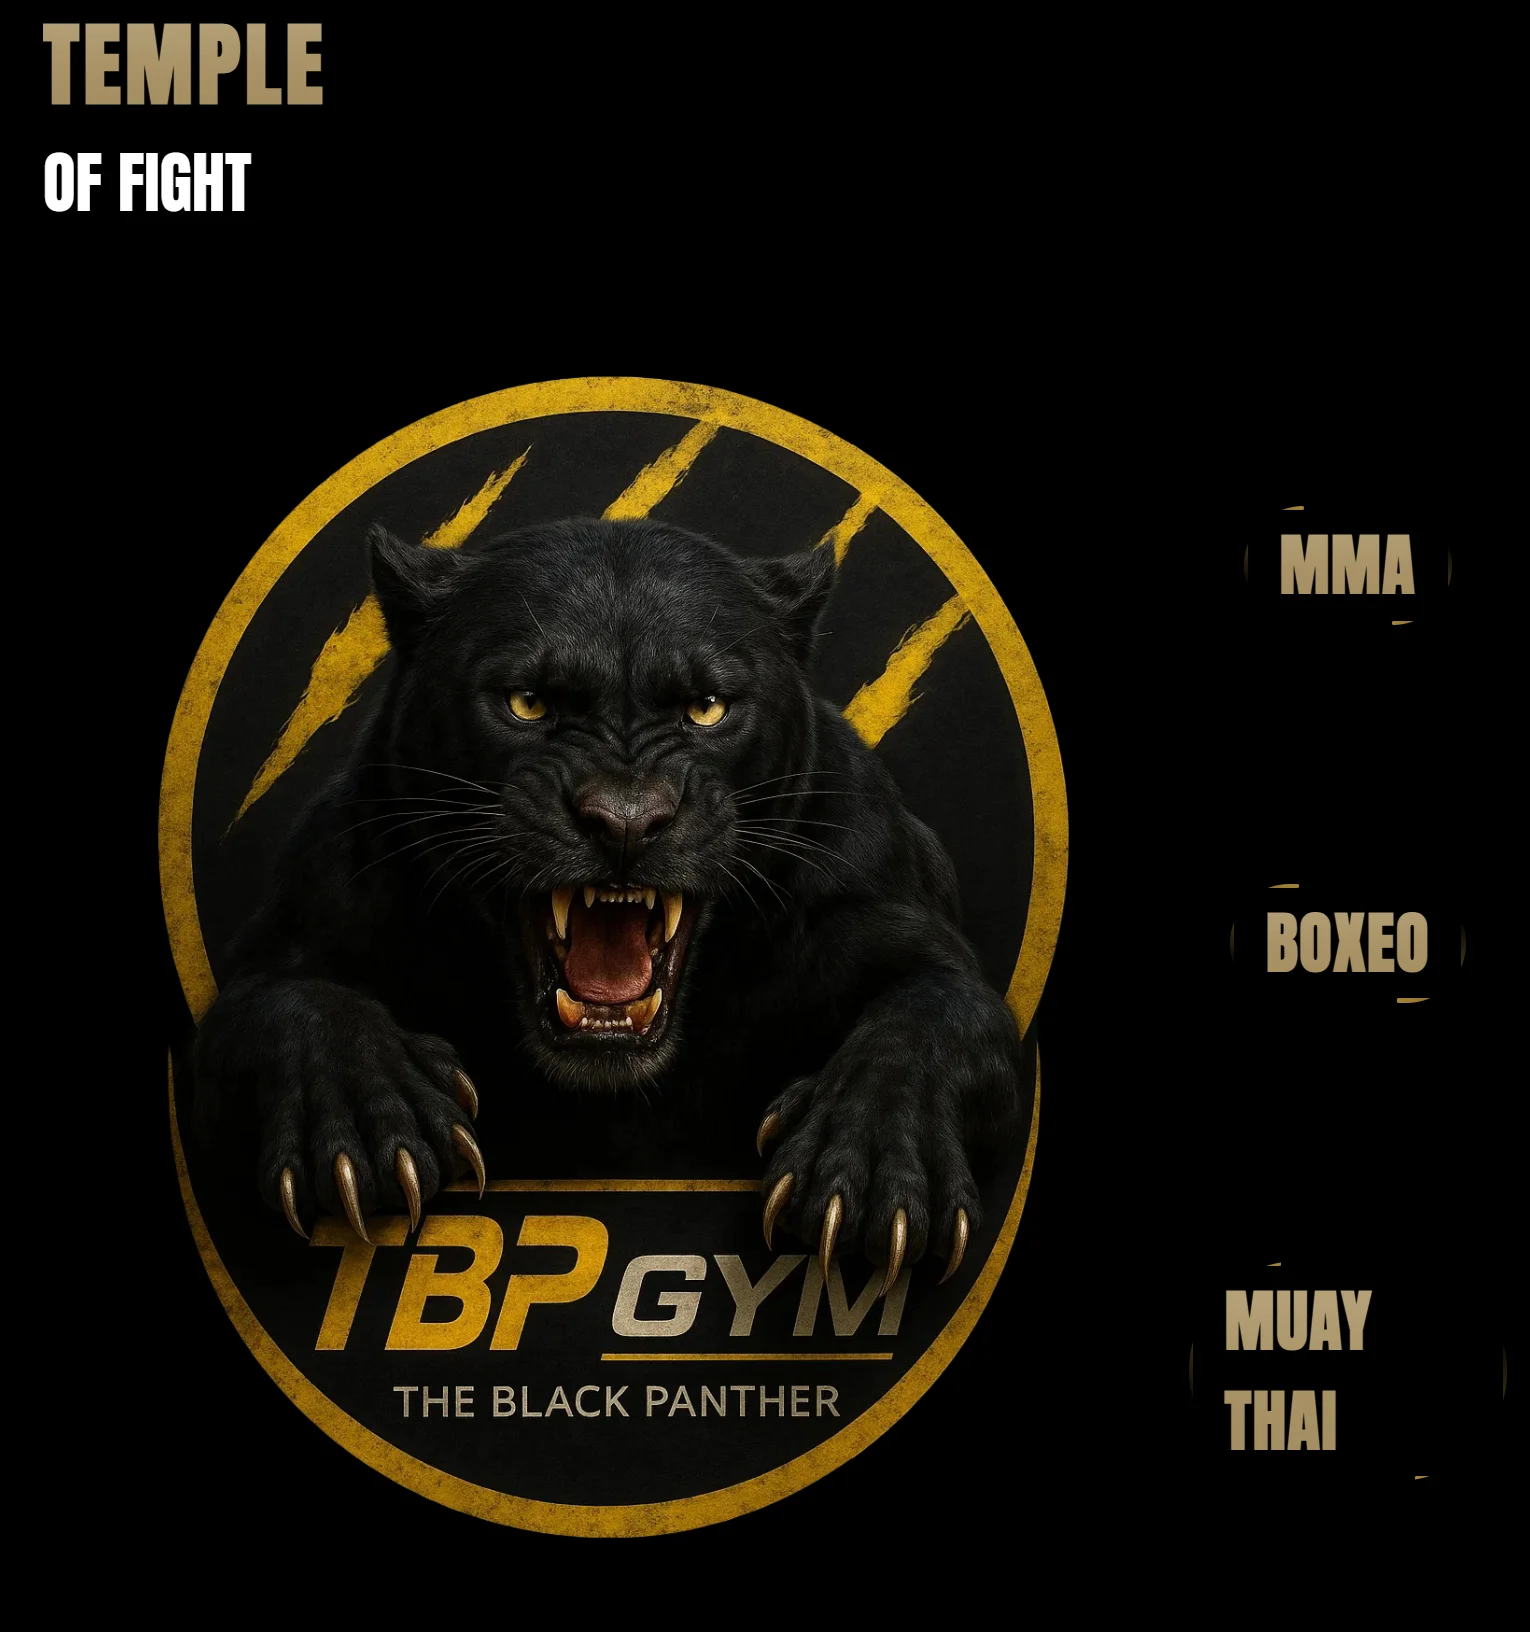 TEMPLE
OF FIGHT
MMA
BOXEO
MUAY
THAI
TBP GYM
THE BLACK PANTHER